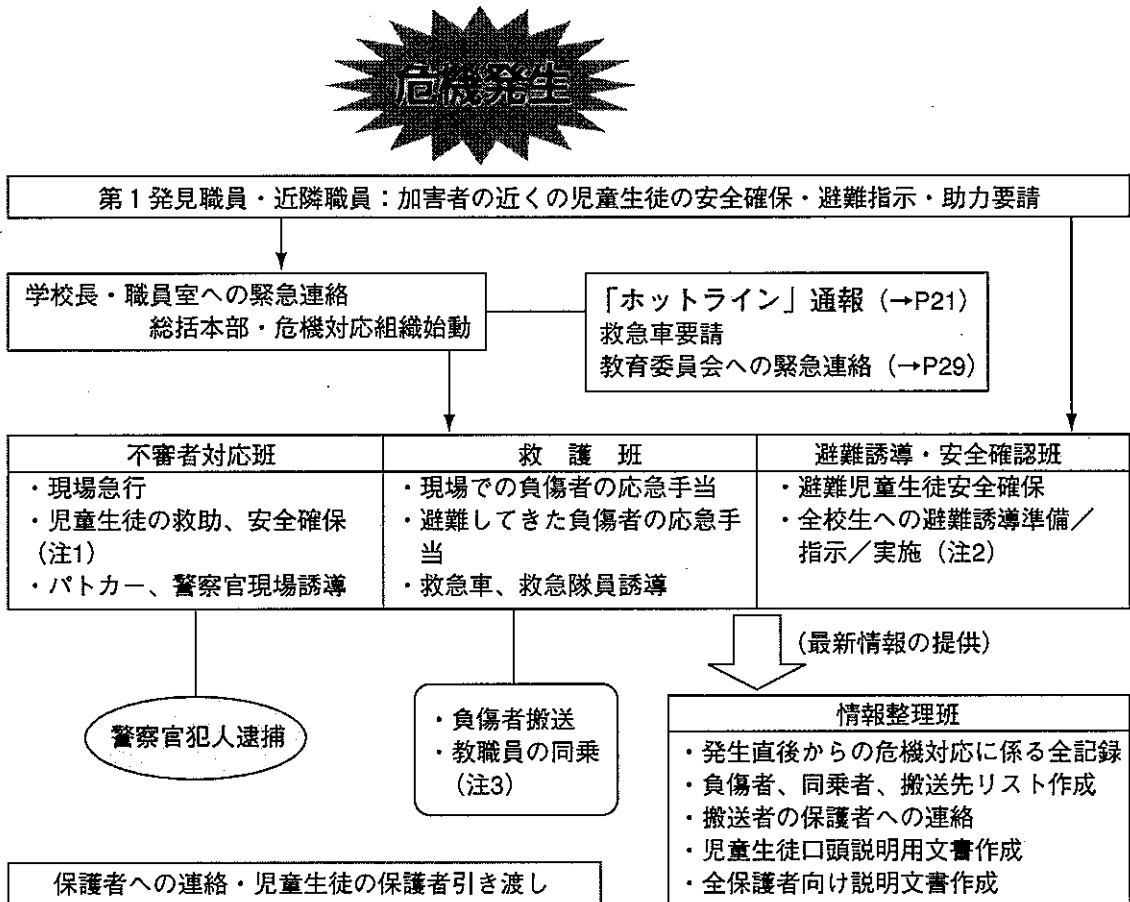 危機発生
第1発見職員・近隣職員:加害者の近くの児童生徒の安全確保・避難指示・助力要請
学校長・職員室への緊急連絡
総括本部・危機対応組織始動
「ホットライン」通報(→P21)
救急車要請
教育委員会への緊急連絡(→P29)
不審者対応班
・現場急行
・児童生徒の救助、安全確保
(注1)
・パトカー、警察官現場誘導
救護班
・現場での負傷者の応急手当
・避難してきた負傷者の応急手
当
・救急車、救急隊員誘導
避難誘導・安全確認班
・避難児童生徒安全確保
・全校生への避難誘導準備/
指示/実施(注2)
(最新情報の提供)
警察官犯人逮捕
・負傷者搬送
・教職員の同乗
(注3)
情報整理班
・発生直後からの危機対応に係る全記録
・負傷者、同乗者、搬送先リスト作成
・搬送者の保護者への連絡
・児童生徒口頭説明用文書作成
・全保護者向け説明文書作成
保護者への連絡・児童生徒の保護者引き渡し